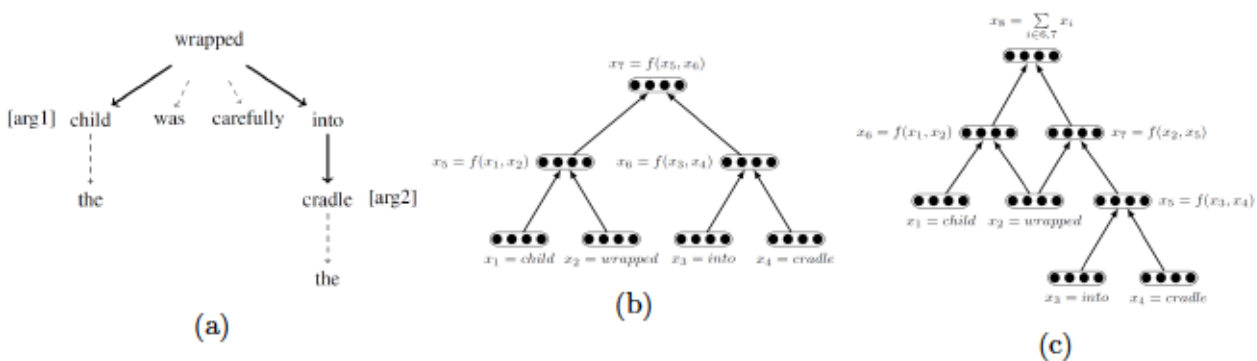 wrapped
[arg1] child was carefully into
the
cradle [arg2]
the
(a)
x₇ = f(x₅, x₆)
x₅ = f(x₁, x₂) x₆ = f(x₃, x₄)
x₁ = child x₂ = wrapped x₃ = into x₄ = cradle
(b)
x₈ = ∑ xᵢ
i∈6,7
x₆ = f(x₁, x₂) x₇ = f(x₂, x₅)
x₁ = child x₂ = wrapped x₅ = f(x₃, x₄)
x₃ = into x₄ = cradle
(c)